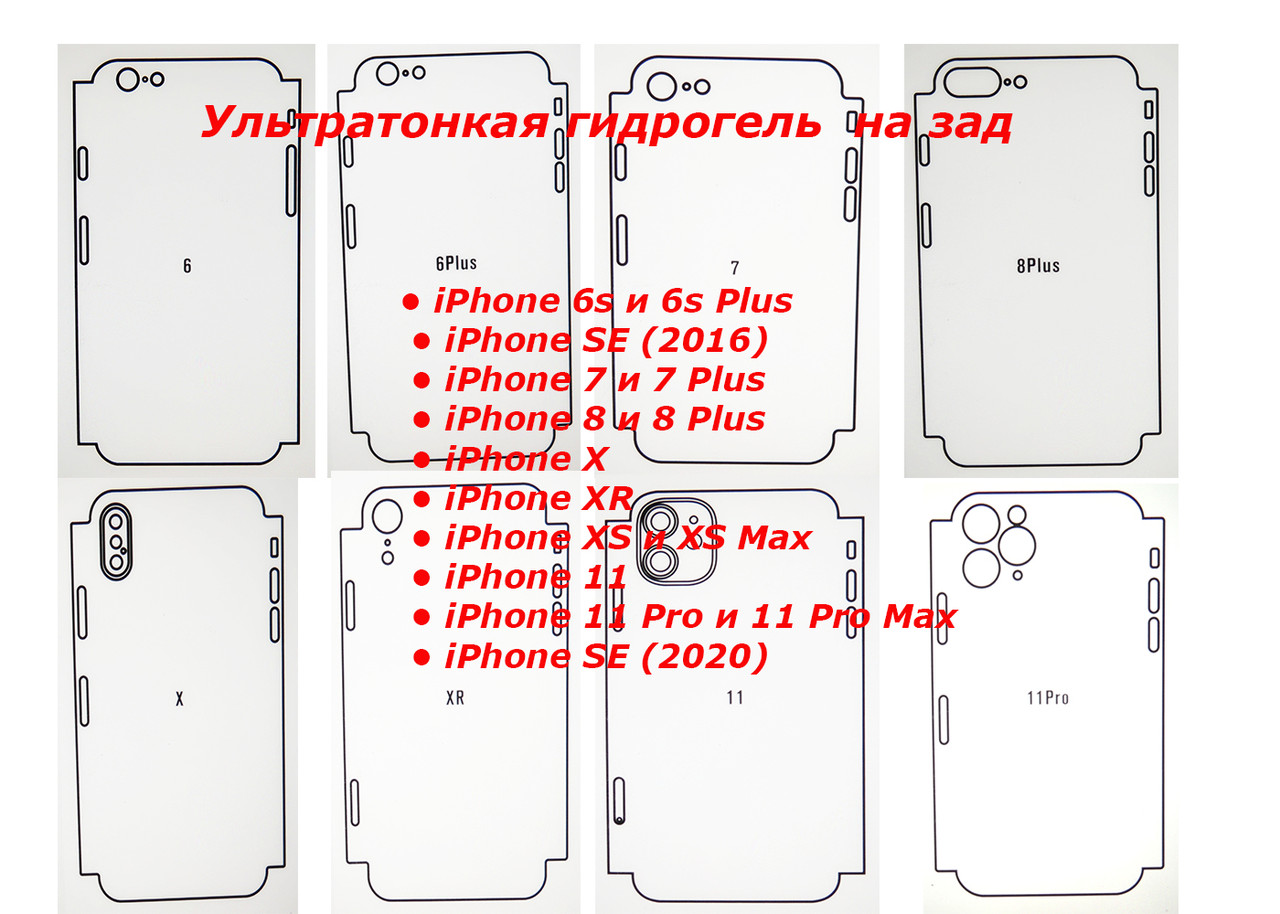 Ультратонкая гидрогель на зад
6
6Plus
7
8Plus
• iPhone 6s и 6s Plus
• iPhone SE (2016)
• iPhone 7 и 7 Plus
• iPhone 8 и 8 Plus
• iPhone X
• iPhone XR
• iPhone XS и XS Max
• iPhone 11
• iPhone 11 Pro и 11 Pro Max
• iPhone SE (2020)
X
XR
11
11Pro